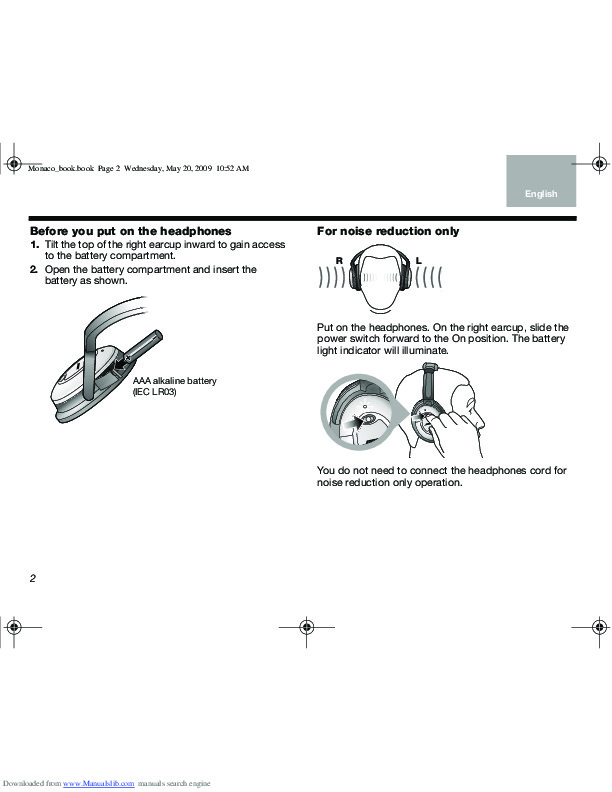 Monaco_book.book Page 2 Wednesday, May 20, 2009 10:52 AM
English
Before you put on the headphones
1. Tilt the top of the right earcup inward to gain access
to the battery compartment.
2. Open the battery compartment and insert the
battery as shown.
AAA alkaline battery
(IEC LR03)
For noise reduction only
R L
Put on the headphones. On the right earcup, slide the
power switch forward to the On position. The battery
light indicator will illuminate.
You do not need to connect the headphones cord for
noise reduction only operation.
2
Downloaded from www.Manualslib.com manuals search engine